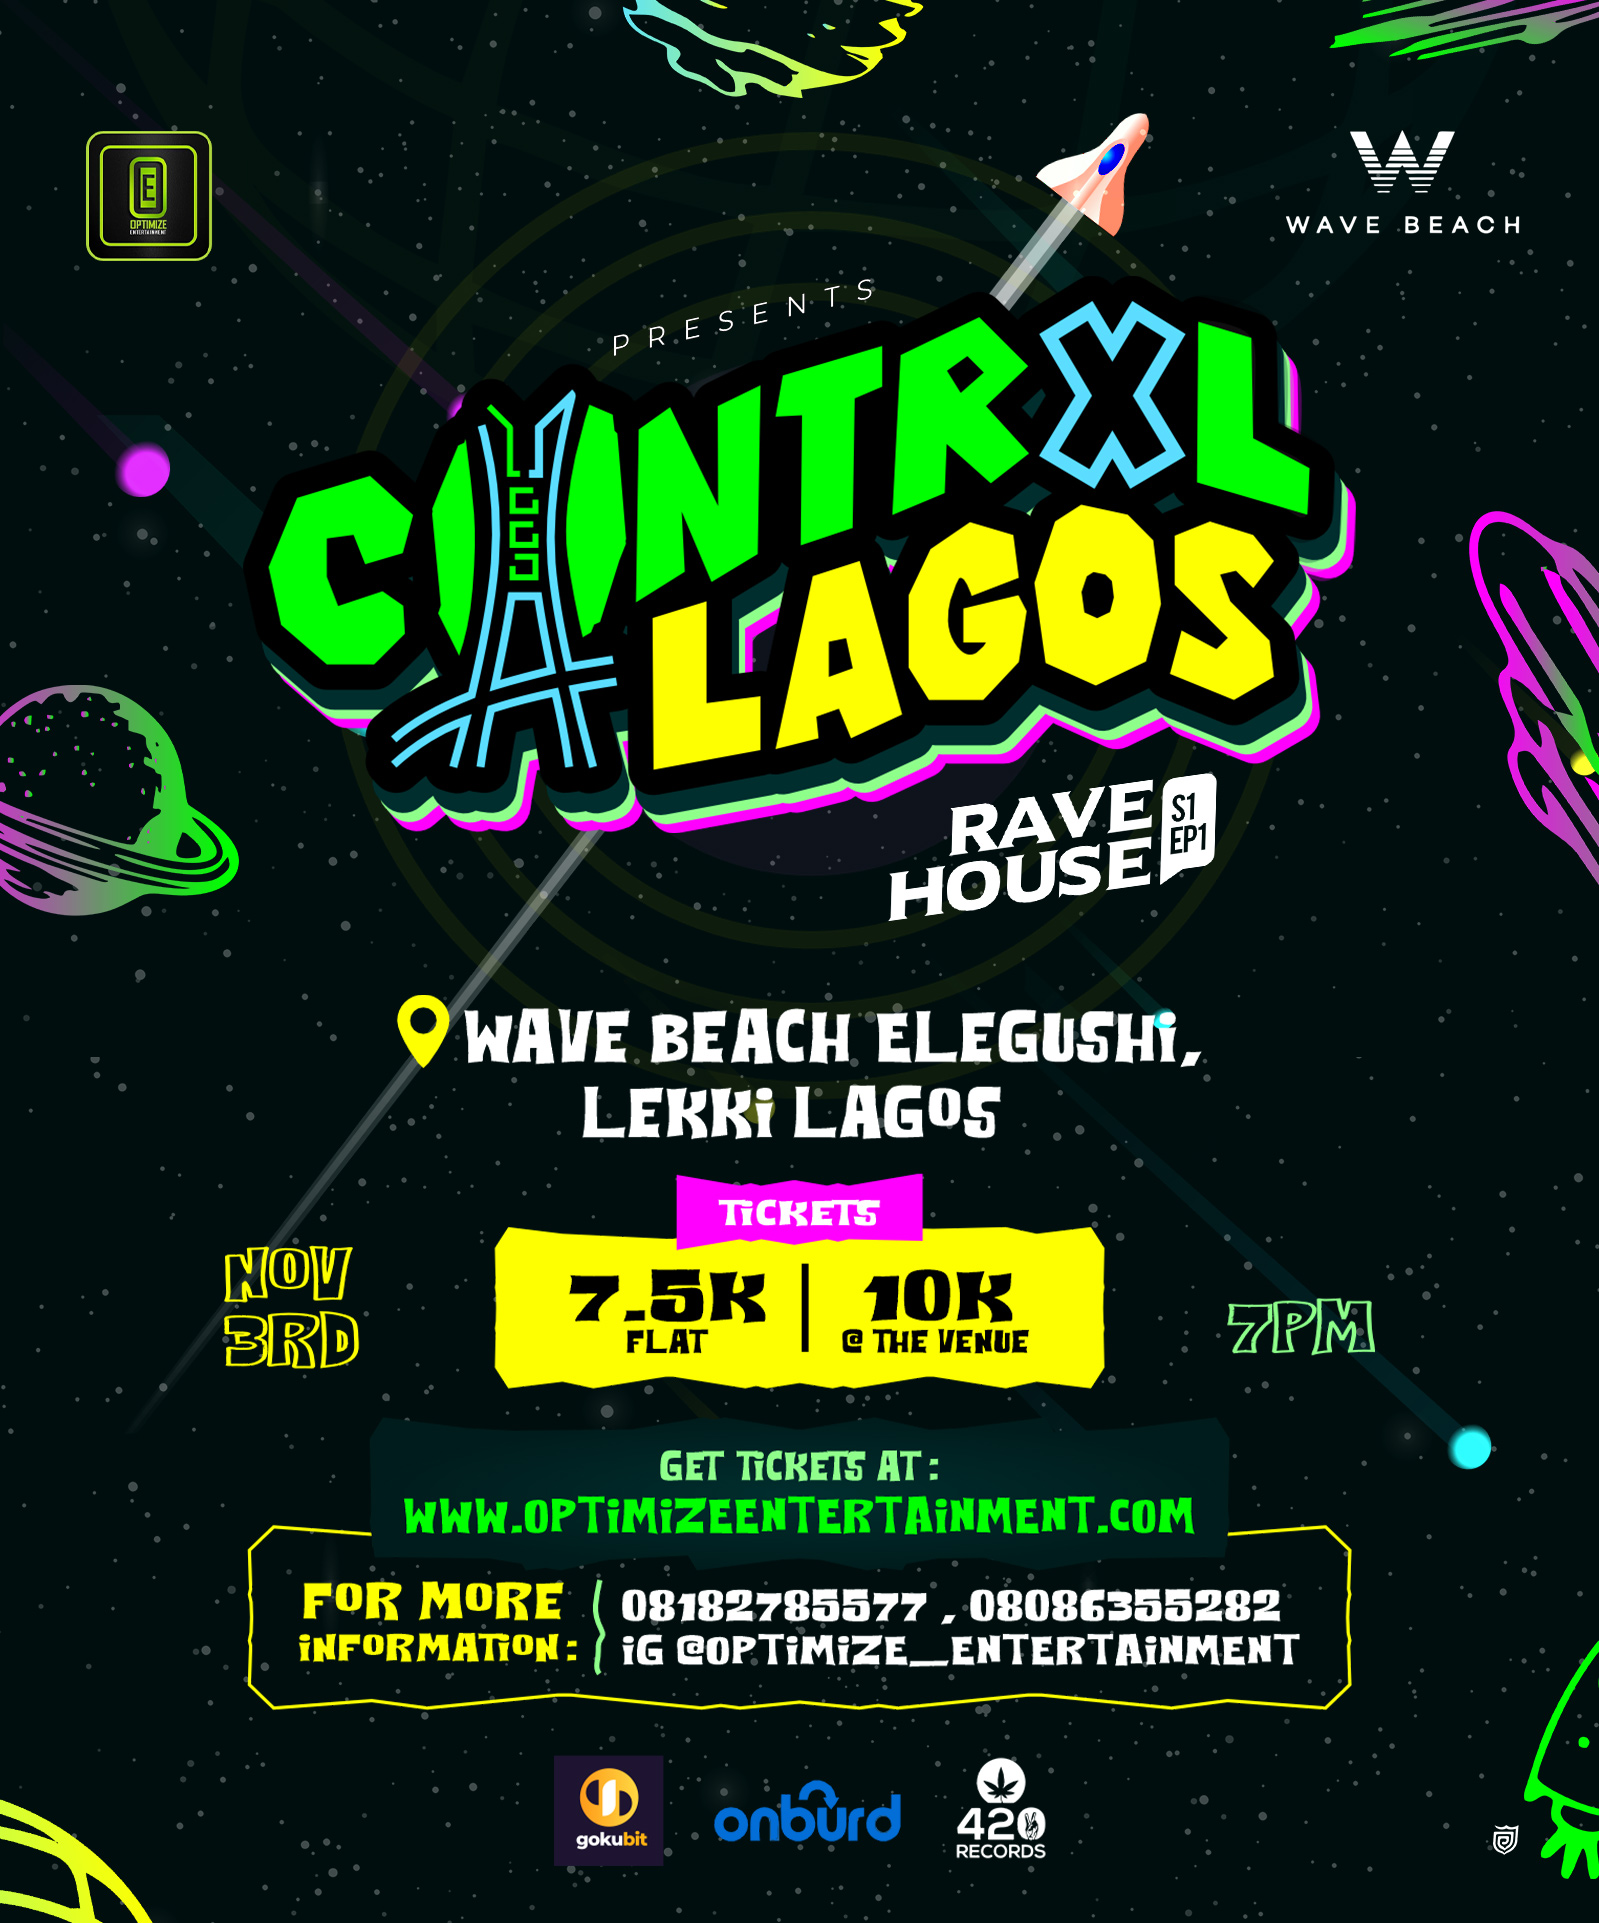 OPTIMIZE
ENTERTAINMENT
WAVE BEACH
PRESENTS
CONTRXL
LAGOS
RAVE
HOUSE
S1
EP1
WAVE BEACH ELEGUSHi,
LEKKi LAGOS
TiCKETS
NOV
3RD
7.5K
FLAT
10K
@ THE VENUE
7PM
GET TiCKETS AT :
WWW.OPTiMiZEENTERTAiNMENT.COM
FOR MORE
iNFORMATiON :
08182785577 , 08086355282
iG @OPTiMiZE_ENTERTAiNMENT
gokubit
onburd
420
RECORDS